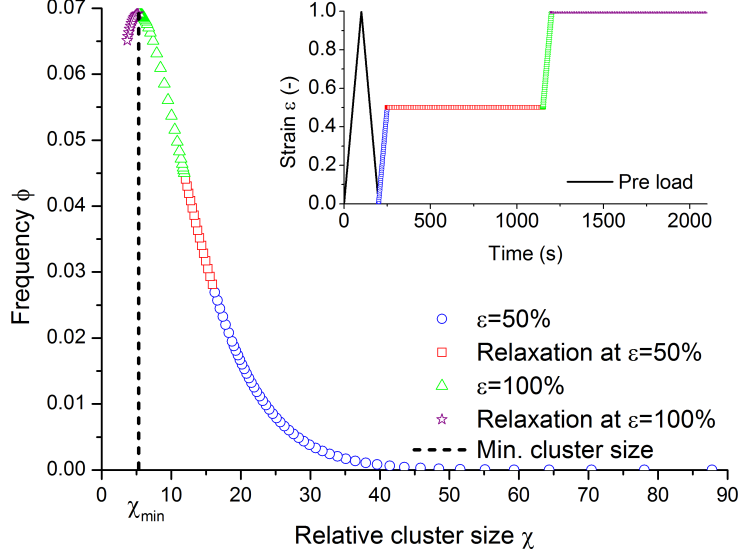 0.07
0.06
0.05
0.04
0.03
0.02
0.01
0.00
Frequency ϕ
0 10 20 30 40 50 60 70 80 90
χmin
Relative cluster size χ
1.0
0.8
0.6
0.4
0.2
0.0
Strain ε (-)
0 500 1000 1500 2000
Time (s)
Pre load
ε=50%
Relaxation at ε=50%
ε=100%
Relaxation at ε=100%
Min. cluster size